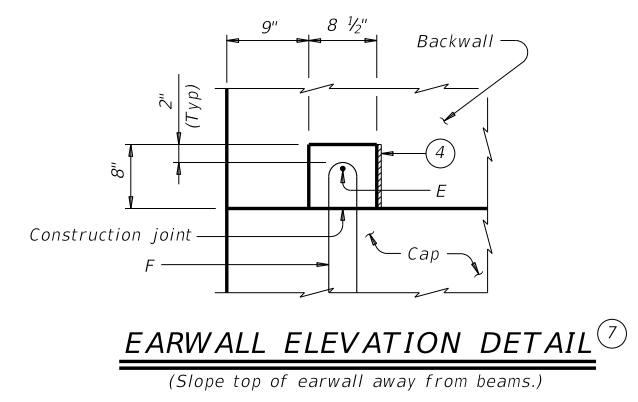 9"
8 ½"
Backwall
2"
(Typ)
4
8"
E
Construction joint
Cap
F
EARWALL ELEVATION DETAIL 7
(Slope top of earwall away from beams.)